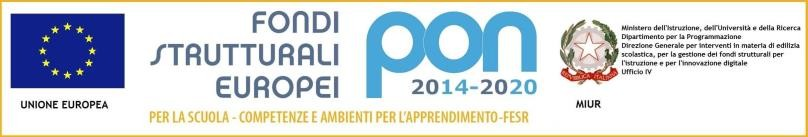 UNIONE EUROPEA
FONDI
STRUTTURALI
EUROPEI
pon
2014-2020
PER LA SCUOLA - COMPETENZE E AMBIENTI PER L'APPRENDIMENTO-FESR
REPUBBLICA ITALIANA
MIUR
Ministero dell'Istruzione, dell'Università e della Ricerca
Dipartimento per la Programmazione
Direzione Generale per interventi in materia di edilizia
scolastica, per la gestione dei fondi strutturali per
l'istruzione e per l'innovazione digitale
Ufficio IV